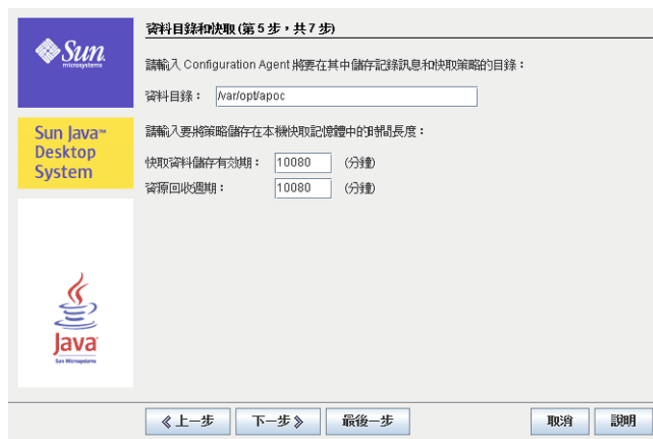 Sun
microsystems
Sun Java™
Desktop
System
Java
Sun Microsystems
資料目錄和快取 (第 5 步，共 7 步)
請輸入 Configuration Agent 將要在其中儲存記錄訊息和快取策略的目錄：
資料目錄： /var/opt/apoc
請輸入要將策略儲存在本機快取記憶體中的時間長度：
快取資料儲存有效期： 10080 (分鐘)
資源回收週期： 10080 (分鐘)
《 上一步 下一步 》 最後一步 取消 說明